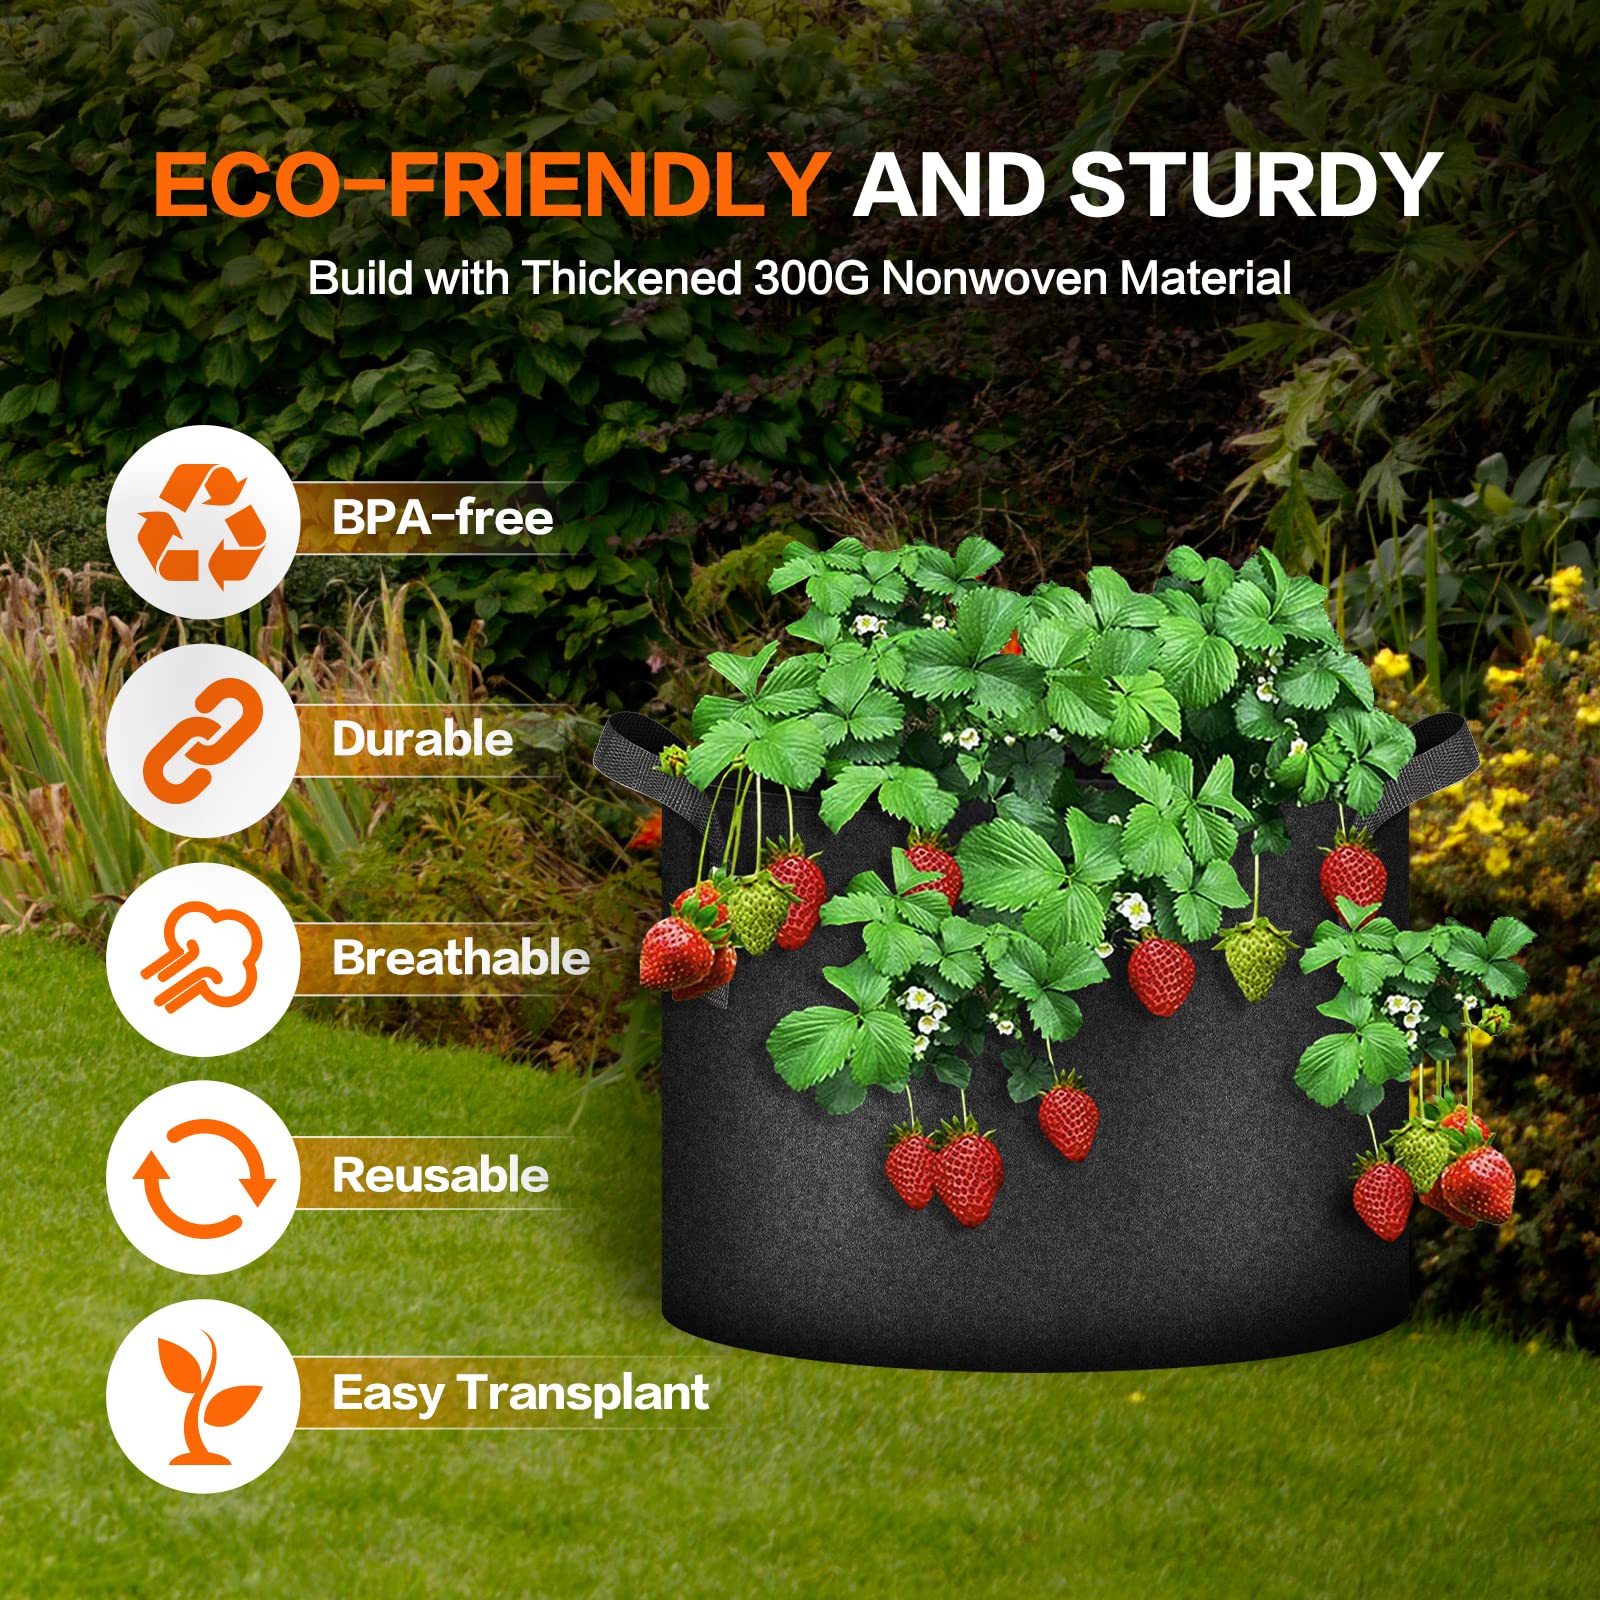 ECO-FRIENDLY AND STURDY
Build with Thickened 300G Nonwoven Material
BPA-free
Durable
Breathable
Reusable
Easy Transplant